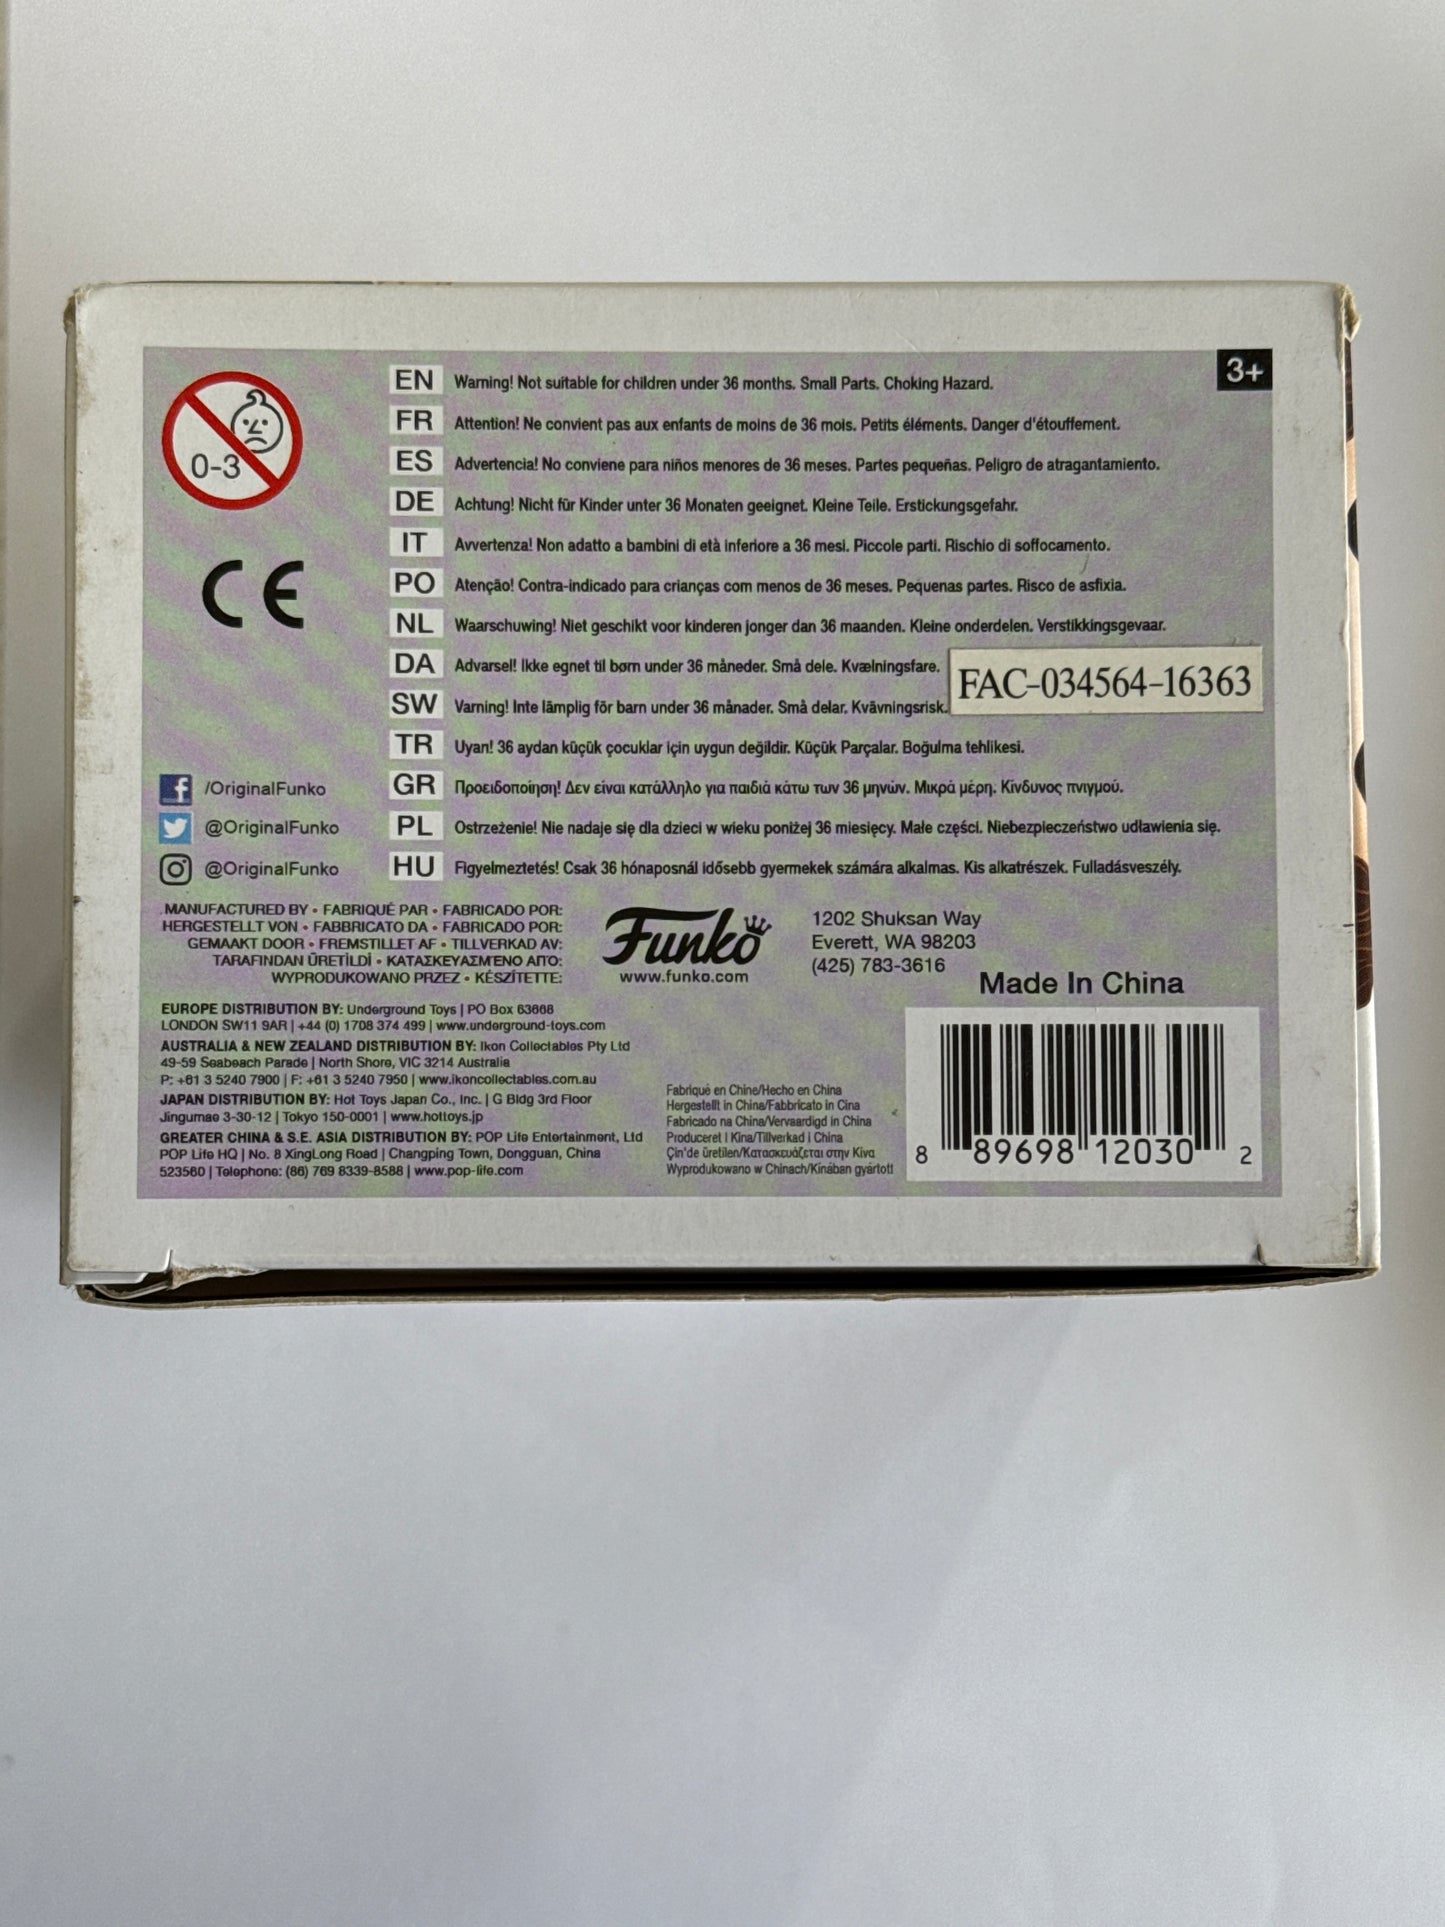 3+
0-3
EN Warning! Not suitable for children under 36 months. Small Parts. Choking Hazard.
FR Attention! Ne convient pas aux enfants de moins de 36 mois. Petits éléments. Danger d'étouffement.
ES Advertencia! No conviene para niños menores de 36 meses. Partes pequeñas. Peligro de atragantamiento.
DE Achtung! Nicht für Kinder unter 36 Monaten geeignet. Kleine Teile. Erstickungsgefahr.
IT Avvertenza! Non adatto a bambini di età inferiore a 36 mesi. Piccole parti. Rischio di soffocamento.
PO Atenção! Contra-indicado para crianças com menos de 36 meses. Pequenas partes. Risco de asfixia.
NL Waarschuwing! Niet geschikt voor kinderen jonger dan 36 maanden. Kleine onderdelen. Verstikkingsgevaar.
DA Advarsel! Ikke egnet til børn under 36 måneder. Små dele. Kvælningsfare.
SW Varning! Inte lämplig för barn under 36 månader. Små delar. Kvävningsrisk.
TR Uyarı! 36 aydan küçük çocuklar için uygun değildir. Küçük Parçalar. Boğulma tehlikesi.
GR Προειδοποίηση! Δεν είναι κατάλληλο για παιδιά κάτω των 36 μηνών. Μικρά μέρη. Κίνδυνος πνιγμού.
PL Ostrzeżenie! Nie nadaje się dla dzieci w wieku poniżej 36 miesięcy. Małe części. Niebezpieczeństwo udławienia się.
HU Figyelmeztetés! Csak 36 hónaposnál idősebb gyermekek számára alkalmas. Kis alkatrészek. Fulladásveszély.
FAC-034564-16363
CE
/OriginalFunko
@OriginalFunko
@OriginalFunko
MANUFACTURED BY • FABRIQUÉ PAR • FABRICADO POR:
HERGESTELLT VON • FABBRICATO DA • FABRICADO POR:
GEMAAKT DOOR • FREMSTILLET AF • TILLVERKAD AV:
TARAFINDAN ÜRETİLDİ • ΚΑΤΑΣΚΕΥΑΣΜΈΝΟ ΑΠΌ:
WYPRODUKOWANO PRZEZ • KÉSZÍTETTE:
Funko
www.funko.com
1202 Shuksan Way
Everett, WA 98203
(425) 783-3616
Made In China
EUROPE DISTRIBUTION BY: Underground Toys | PO Box 63668
LONDON SW11 9AR | +44 (0) 1708 374 499 | www.underground-toys.com
AUSTRALIA & NEW ZEALAND DISTRIBUTION BY: Ikon Collectables Pty Ltd
49-59 Seabeach Parade | North Shore, VIC 3214 Australia
P: +61 3 5240 7900 | F: +61 3 5240 7950 | www.ikoncollectables.com.au
JAPAN DISTRIBUTION BY: Hot Toys Japan Co., Inc. | G Bldg 3rd Floor
Jingumae 3-30-12 | Tokyo 150-0001 | www.hottoys.jp
GREATER CHINA & S.E. ASIA DISTRIBUTION BY: POP Life Entertainment, Ltd
POP Life HQ | No. 8 XingLong Road | Changping Town, Dongguan, China
523560 | Telephone: (86) 769 8339-8588 | www.pop-life.com
Fabriqué en Chine/Hecho en China
Hergestellt in China/Fabbricato in Cina
Fabricado na China/Vervaardigd in China
Produceret i Kina/Tillverkad i China
Çin'de üretilen/Κατασκευάζεται στην Κίνα
Wyprodukowano w Chinach/Kínában gyártott
8 89698 12030 2